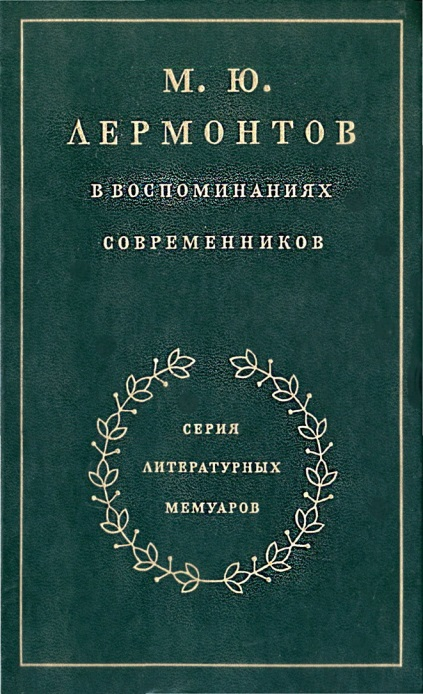 М. Ю.
ЛЕРМОНТОВ
В ВОСПОМИНАНИЯХ
СОВРЕМЕННИКОВ
СЕРИЯ
ЛИТЕРАТУРНЫХ
МЕМУАРОВ